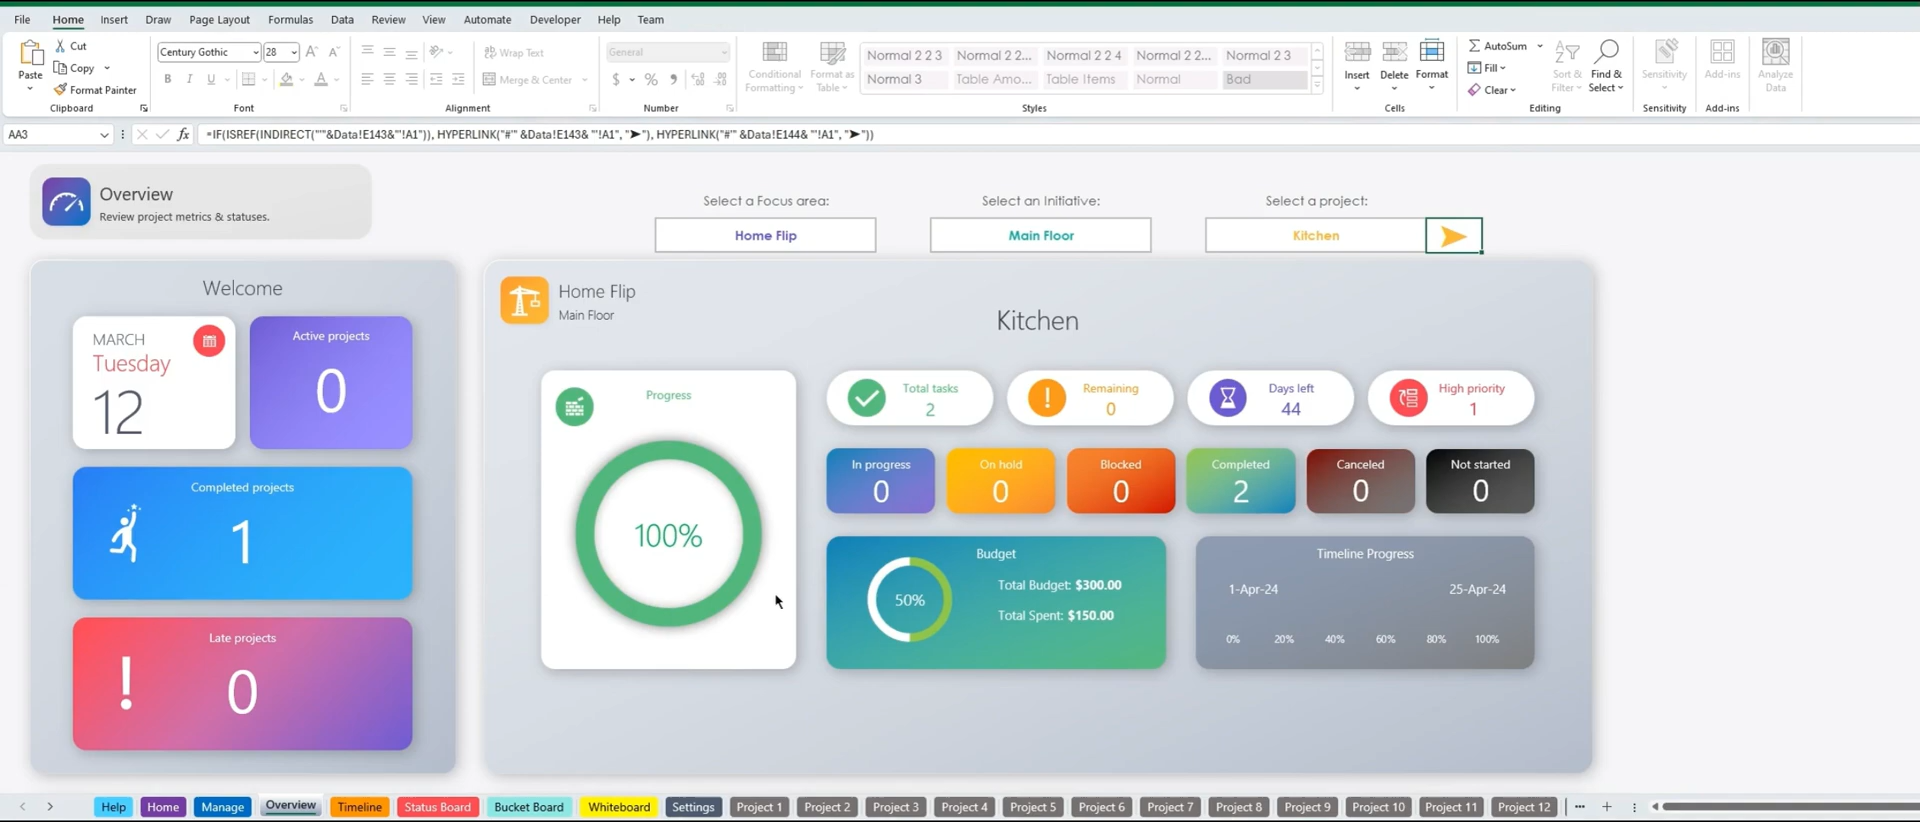 File Home Insert Draw Page Layout Formulas Data Review View Automate Developer Help Team
Paste
Cut
Copy
Format Painter
Clipboard
Century Gothic 28 A A
B I U A
Font
Wrap Text
Merge & Center
Alignment
General
$ % 9
Number
Conditional Formatting
Format as Table
Normal 2 2 3 Normal 2 2... Normal 2 2 4 Normal 2 2... Normal 2 3
Normal 3 Table Amo... Table Items Normal Bad
Styles
Insert Delete Format
Cells
AutoSum
Fill
Clear
Sort & Filter
Find & Select
Editing
Sensitivity
Sensitivity
Add-ins
Add-ins
Analyze Data
AA3 fx =IF(ISREF(INDIRECT("'"&Data!E143&"'!A1")), HYPERLINK("#'" &Data!E143& "'!A1", "➤"), HYPERLINK("#'" &Data!E144& "'!A1", "➤"))
Overview
Review project metrics & statuses.
Select a Focus area: Select an Initiative: Select a project:
Home Flip Main Floor Kitchen ➤
Welcome
MARCH
Tuesday
12
Active projects
0
Completed projects
1
Late projects
! 0
Home Flip
Main Floor
Kitchen
Progress
100%
Total tasks
2
! Remaining
0
Days left
44
High priority
1
In progress
0
On hold
0
Blocked
0
Completed
2
Canceled
0
Not started
0
Budget
50%
Total Budget: $300.00
Total Spent: $150.00
Timeline Progress
1-Apr-24 25-Apr-24
0% 20% 40% 60% 80% 100%
Help Home Manage Overview Timeline Status Board Bucket Board Whiteboard Settings Project 1 Project 2 Project 3 Project 4 Project 5 Project 6 Project 7 Project 8 Project 9 Project 10 Project 11 Project 12 ...